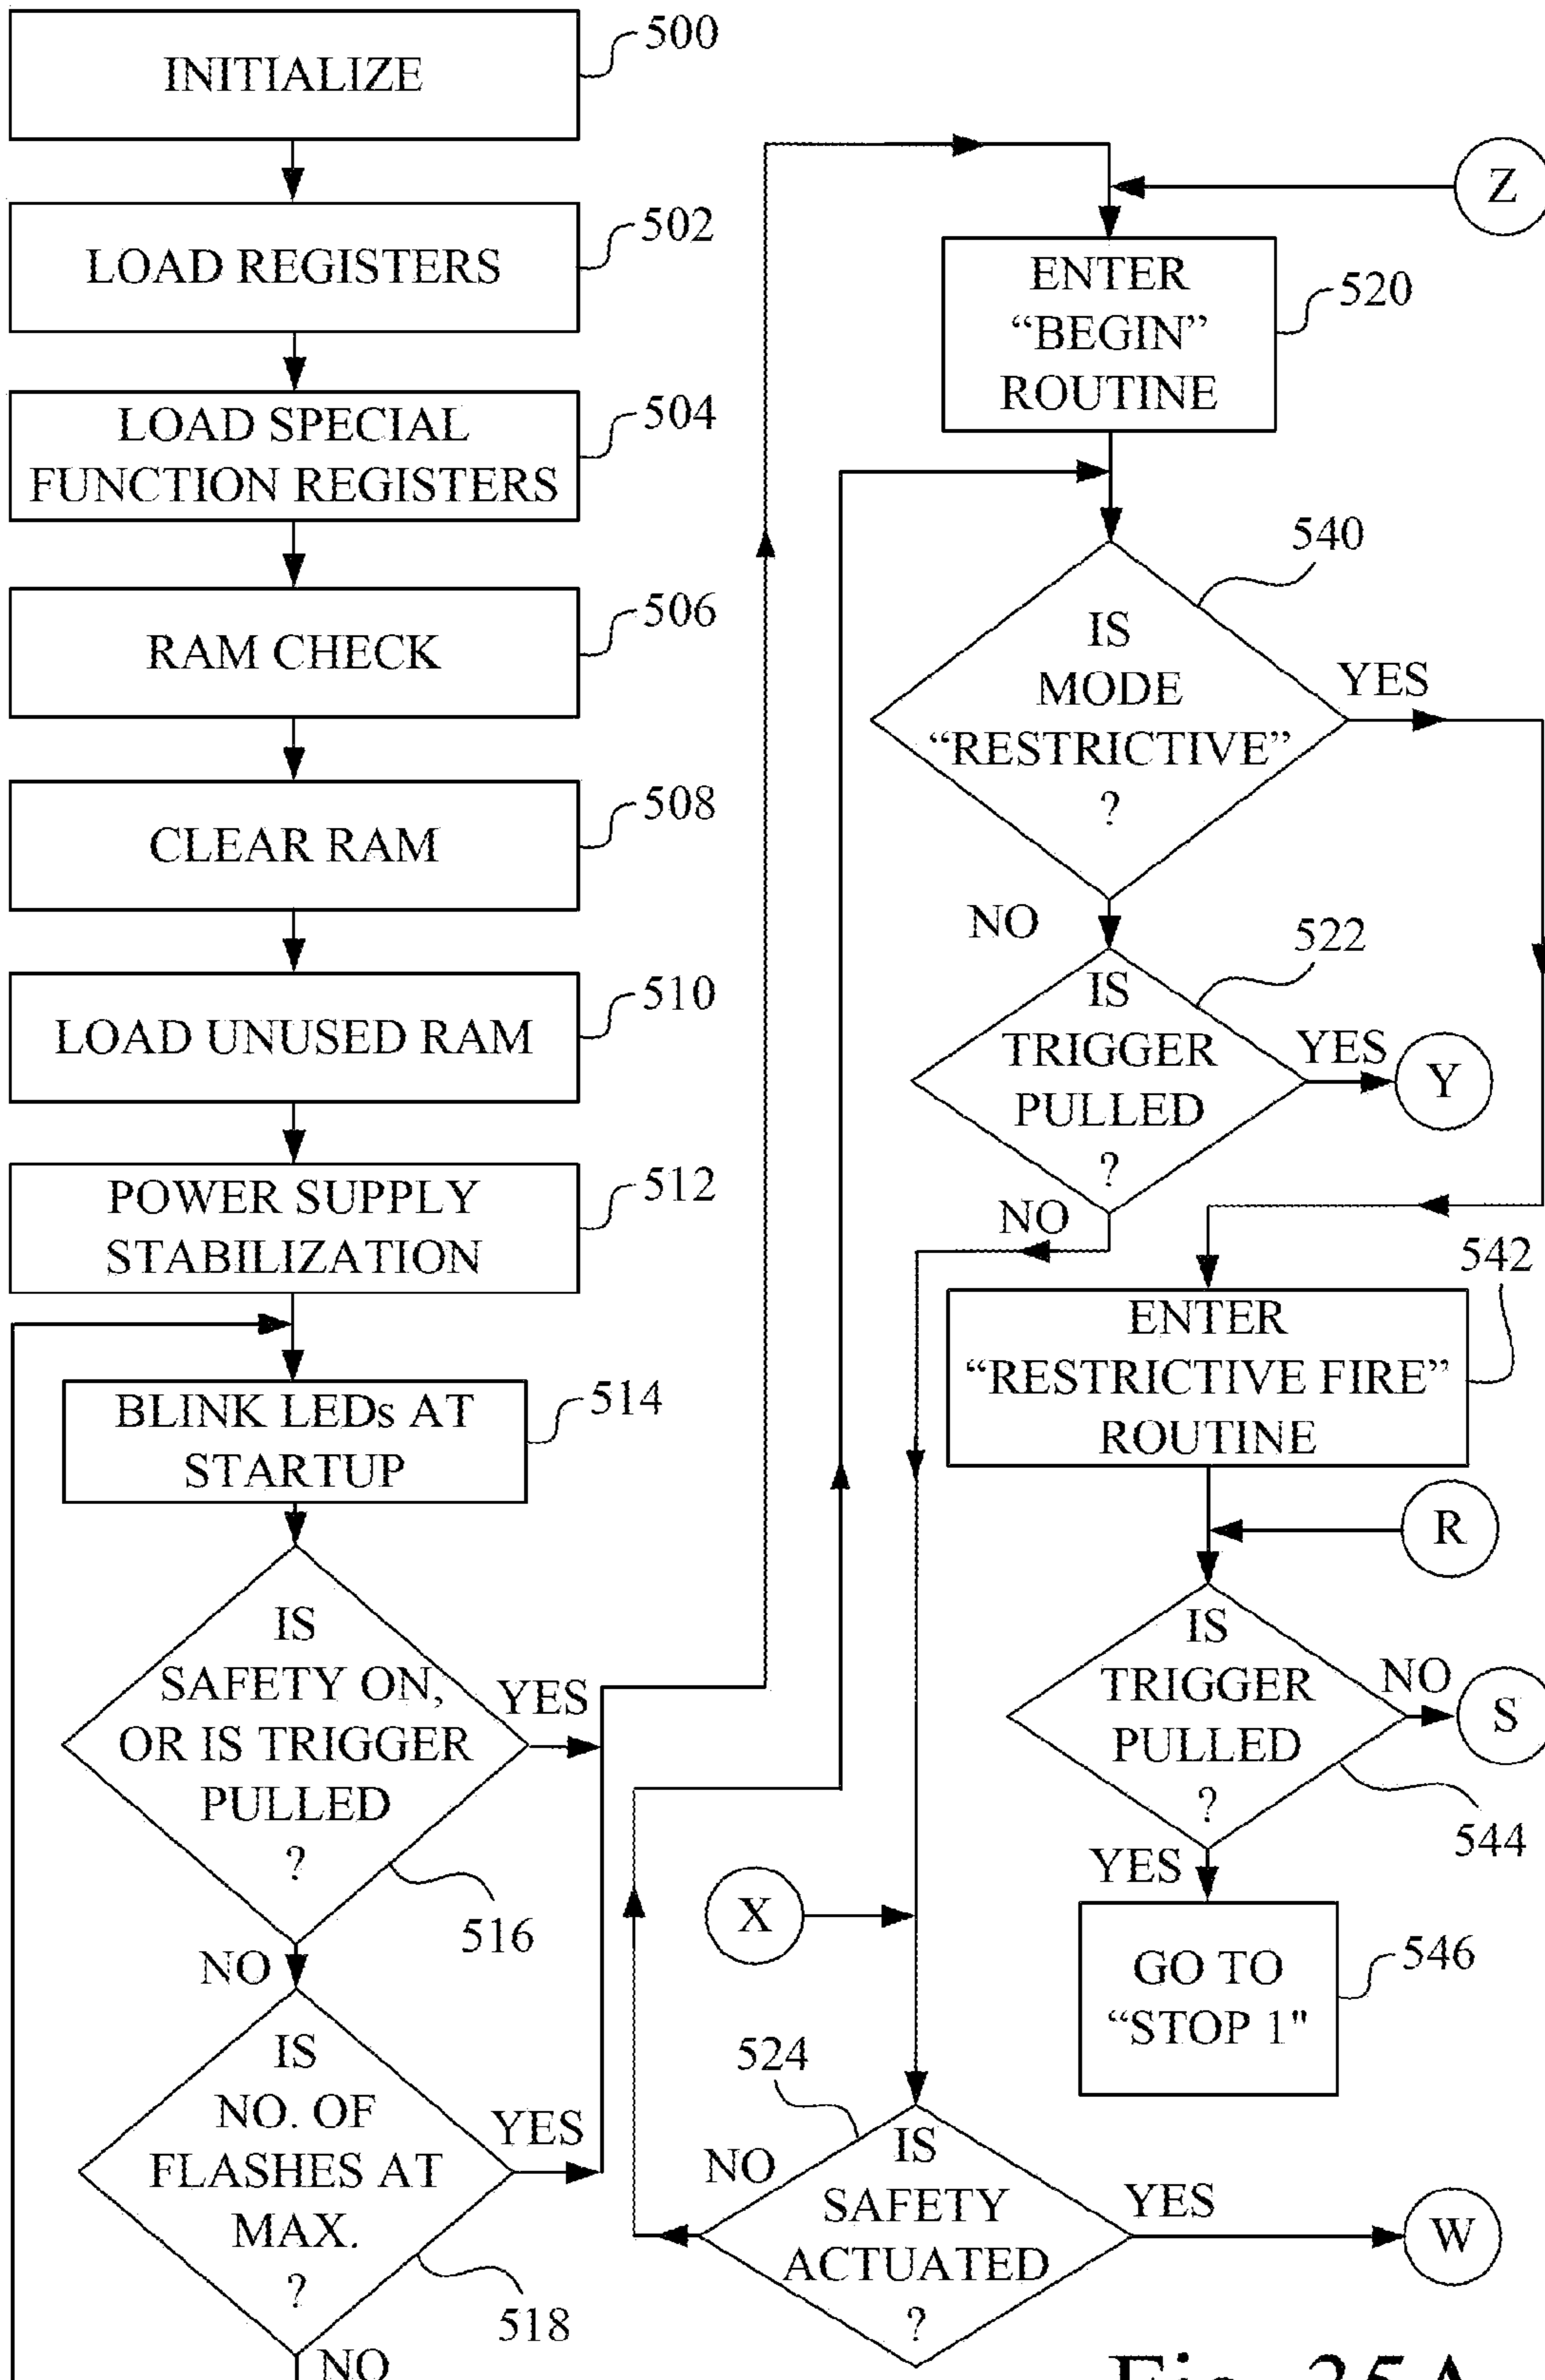 INITIALIZE
500
LOAD REGISTERS
502
LOAD SPECIAL
FUNCTION REGISTERS
504
RAM CHECK
506
CLEAR RAM
508
LOAD UNUSED RAM
510
POWER SUPPLY
STABILIZATION
512
BLINK LEDs AT
STARTUP
514
IS
SAFETY ON,
OR IS TRIGGER
PULLED
?
YES
516
NO
IS
NO. OF
FLASHES AT
MAX.
?
YES
518
NO
Z
ENTER
“BEGIN”
ROUTINE
520
540
IS
MODE
“RESTRICTIVE”
?
YES
NO
522
IS
TRIGGER
PULLED
?
YES
Y
NO
542
ENTER
“RESTRICTIVE FIRE”
ROUTINE
R
IS
TRIGGER
PULLED
?
NO
S
544
YES
GO TO
“STOP 1"
546
X
524
IS
SAFETY
ACTUATED
?
NO
YES
W
Fig. 35A